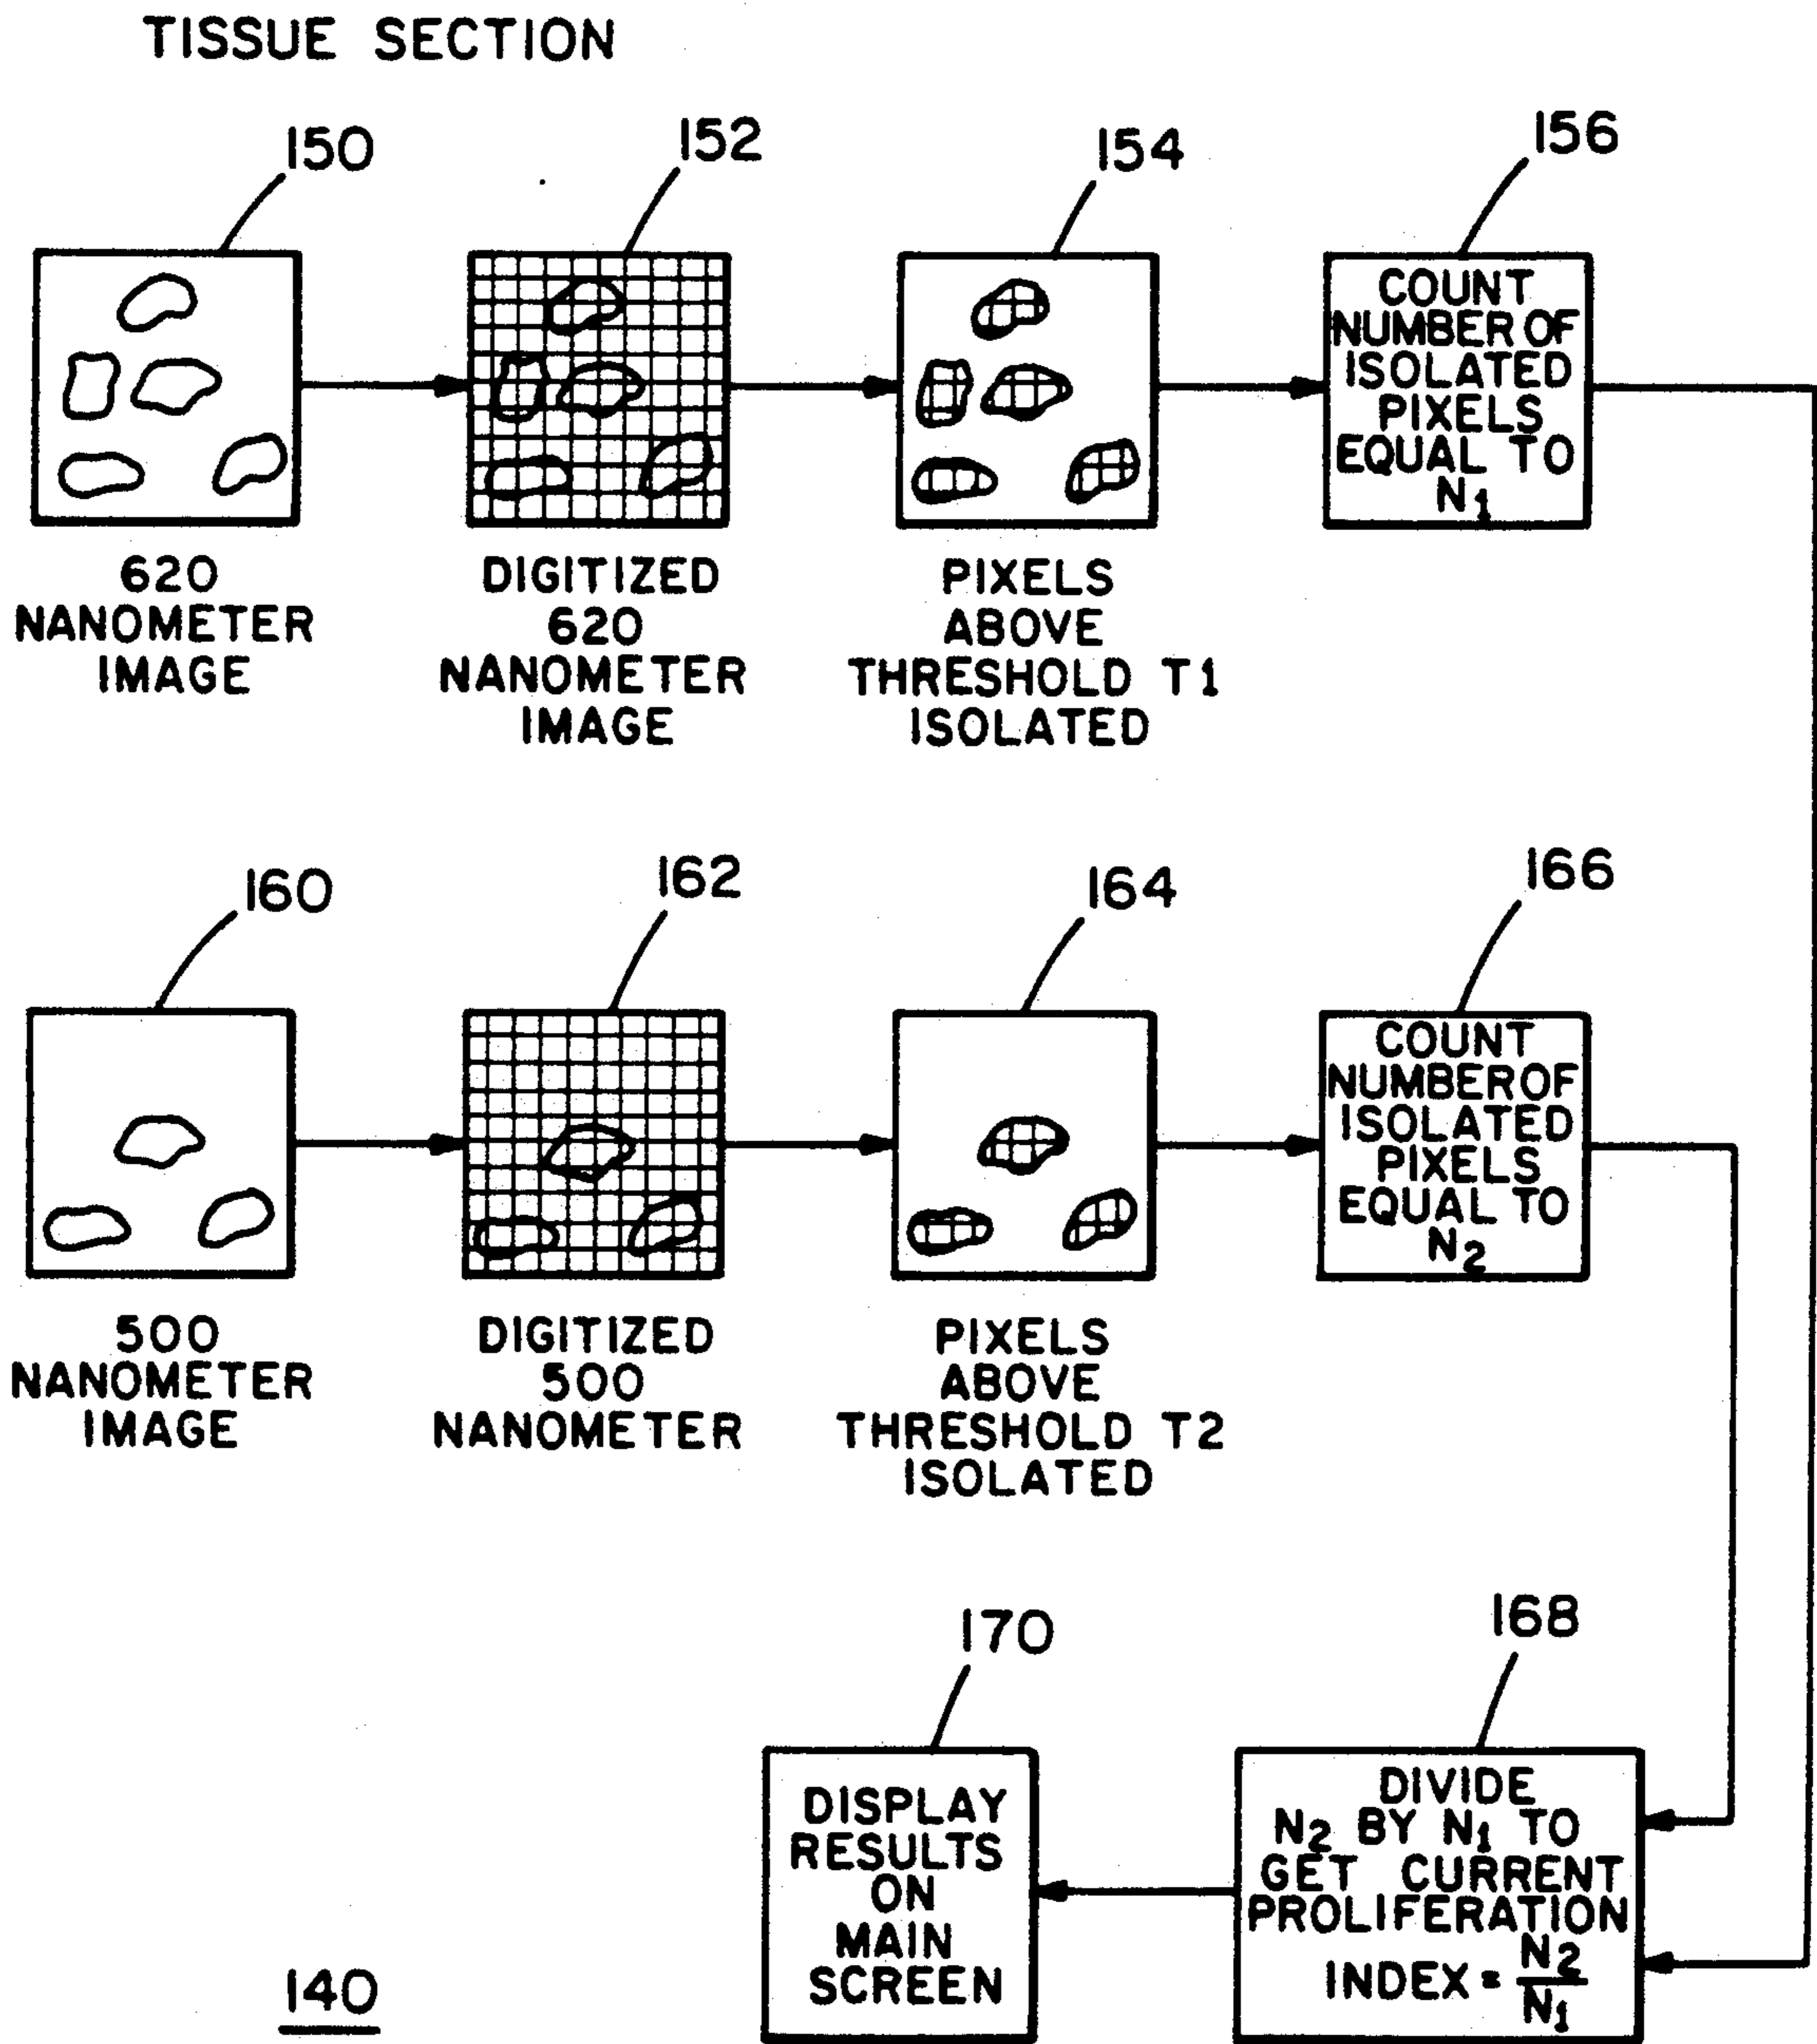 TISSUE SECTION
150
152
154
156
COUNT
NUMBER OF
ISOLATED
PIXELS
EQUAL TO
N1
620
NANOMETER
IMAGE
DIGITIZED
620
NANOMETER
IMAGE
PIXELS
ABOVE
THRESHOLD T1
ISOLATED
160
162
164
166
COUNT
NUMBER OF
ISOLATED
PIXELS
EQUAL TO
N2
500
NANOMETER
IMAGE
DIGITIZED
500
NANOMETER
PIXELS
ABOVE
THRESHOLD T2
ISOLATED
170
168
DISPLAY
RESULTS
ON
MAIN
SCREEN
DIVIDE
N2 BY N1 TO
GET CURRENT
PROLIFERATION
INDEX = N2/N1
140